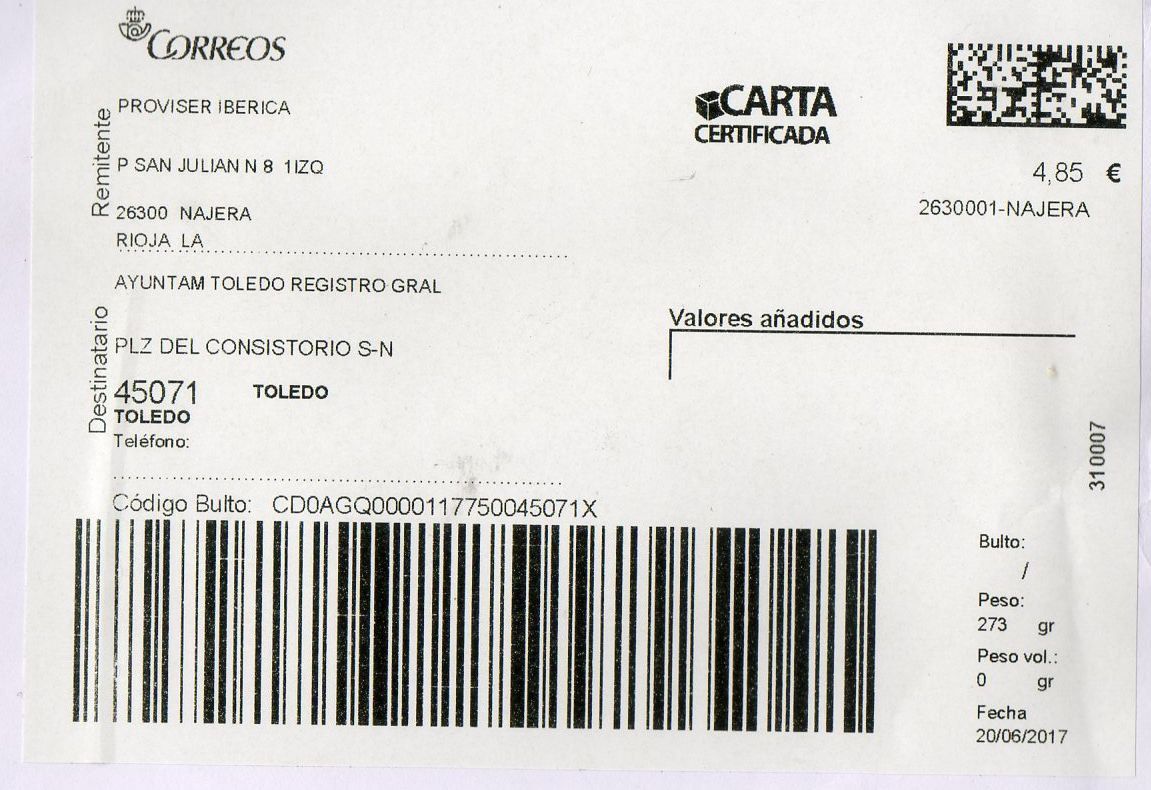 CORREOS
CARTA
CERTIFICADA
4,85 €
2630001-NAJERA
Remitente
PROVISER IBERICA
P SAN JULIAN N 8 1IZQ
26300 NAJERA
RIOJA LA
Destinatario
AYUNTAM TOLEDO REGISTRO GRAL
PLZ DEL CONSISTORIO S-N
45071 TOLEDO
TOLEDO
Teléfono:
Valores añadidos
310007
Código Bulto: CD0AGQ0000117750045071X
Bulto:
/
Peso:
273 gr
Peso vol.:
0 gr
Fecha
20/06/2017